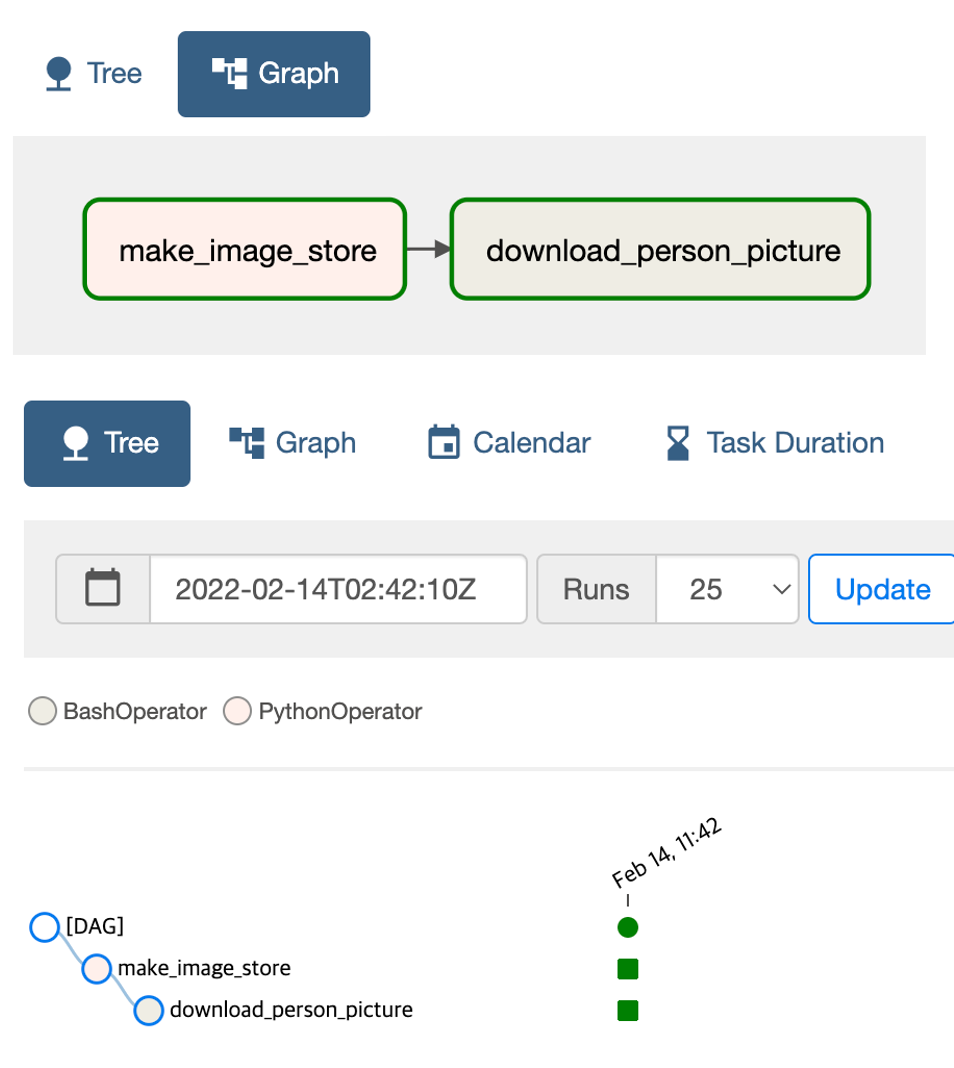 Tree Graph
make_image_store download_person_picture
Tree Graph Calendar Task Duration
2022-02-14T02:42:10Z Runs 25 Update
BashOperator PythonOperator
Feb 14, 11:42
[DAG]
make_image_store
download_person_picture